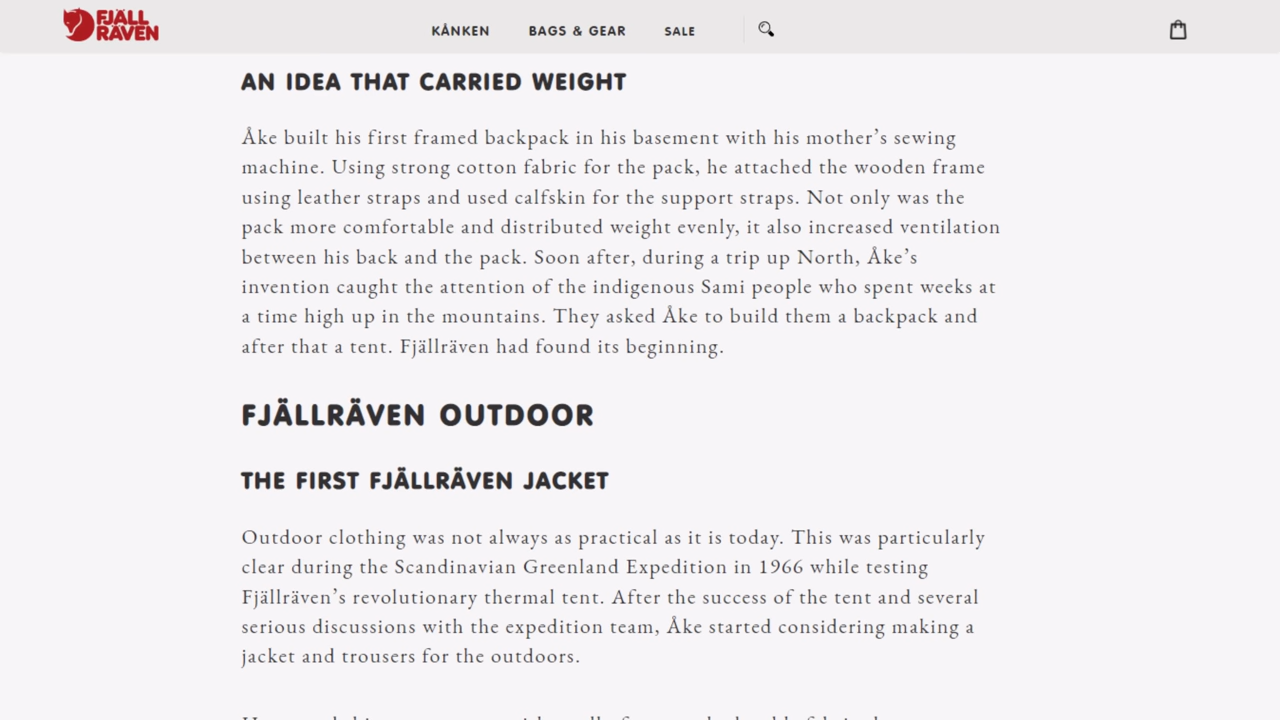 FJÄLL
RÄVEN
KÅNKEN
BAGS & GEAR
SALE
AN IDEA THAT CARRIED WEIGHT
Åke built his first framed backpack in his basement with his mother’s sewing
machine. Using strong cotton fabric for the pack, he attached the wooden frame
using leather straps and used calfskin for the support straps. Not only was the
pack more comfortable and distributed weight evenly, it also increased ventilation
between his back and the pack. Soon after, during a trip up North, Åke’s
invention caught the attention of the indigenous Sami people who spent weeks at
a time high up in the mountains. They asked Åke to build them a backpack and
after that a tent. Fjällräven had found its beginning.
FJÄLLRÄVEN OUTDOOR
THE FIRST FJÄLLRÄVEN JACKET
Outdoor clothing was not always as practical as it is today. This was particularly
clear during the Scandinavian Greenland Expedition in 1966 while testing
Fjällräven’s revolutionary thermal tent. After the success of the tent and several
serious discussions with the expedition team, Åke started considering making a
jacket and trousers for the outdoors.